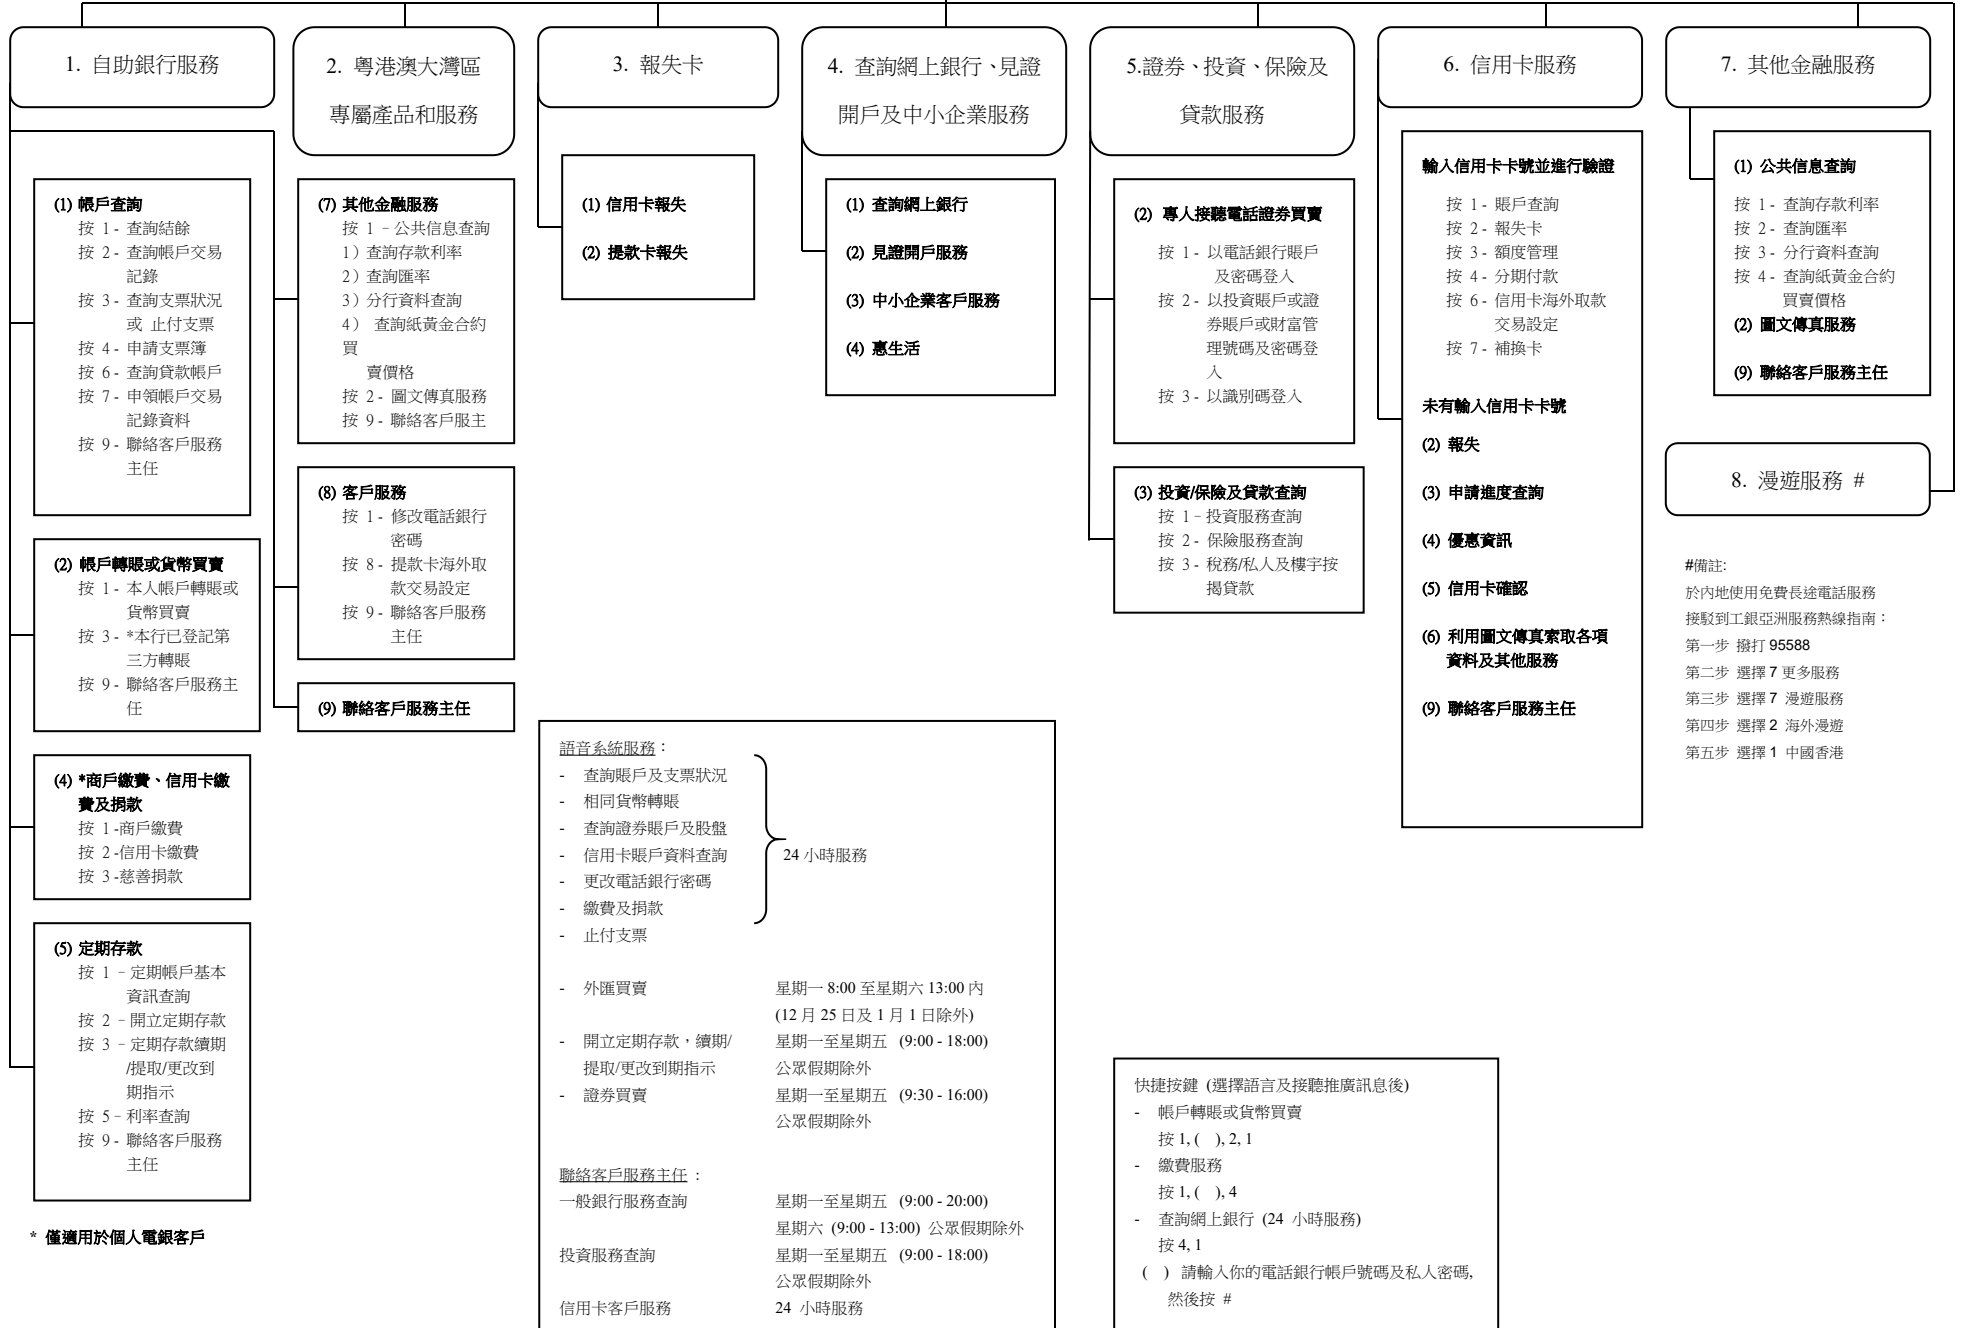 1. 自助銀行服務
2. 粵港澳大灣區
專屬產品和服務
3. 報失卡
4. 查詢網上銀行、見證
開戶及中小企業服務
5.證券、投資、保險及
貸款服務
6. 信用卡服務
7. 其他金融服務
(1) 帳戶查詢
按 1 - 查詢結餘
按 2 - 查詢帳戶交易
記錄
按 3 - 查詢支票狀況
或 止付支票
按 4 - 申請支票簿
按 6 - 查詢貸款帳戶
按 7 - 申領帳戶交易
記錄資料
按 9 - 聯絡客戶服務
主任
(2) 帳戶轉賬或貨幣買賣
按 1 - 本人帳戶轉賬或
貨幣買賣
按 3 - *本行已登記第
三方轉賬
按 9 - 聯絡客戶服務主
任
(4) *商戶繳費、信用卡繳
費及捐款
按 1 -商戶繳費
按 2 -信用卡繳費
按 3 -慈善捐款
(5) 定期存款
按 1 – 定期帳戶基本
資訊查詢
按 2 – 開立定期存款
按 3 – 定期存款續期
/提取/更改到
期指示
按 5 – 利率查詢
按 9 - 聯絡客戶服務
主任
* 僅適用於個人電銀客戶
(7) 其他金融服務
按 1 – 公共信息查詢
1）查詢存款利率
2）查詢匯率
3）分行資料查詢
4） 查詢紙黃金合約
買
賣價格
按 2 - 圖文傳真服務
按 9 - 聯絡客戶服主
(8) 客戶服務
按 1 - 修改電話銀行
密碼
按 8 - 提款卡海外取
款交易設定
按 9 - 聯絡客戶服務
主任
(9) 聯絡客戶服務主任
(1) 信用卡報失
(2) 提款卡報失
(1) 查詢網上銀行
(2) 見證開戶服務
(3) 中小企業客戶服務
(4) 惠生活
(2) 專人接聽電話證券買賣
按 1 - 以電話銀行賬戶
及密碼登入
按 2 - 以投資賬戶或證
券賬戶或財富管
理號碼及密碼登
入
按 3 - 以識別碼登入
(3) 投資/保險及貸款查詢
按 1 – 投資服務查詢
按 2 - 保險服務查詢
按 3 - 稅務/私人及樓宇按
揭貸款
輸入信用卡卡號並進行驗證
按 1 - 賬戶查詢
按 2 - 報失卡
按 3 - 額度管理
按 4 - 分期付款
按 6 - 信用卡海外取款
交易設定
按 7 - 補換卡
未有輸入信用卡卡號
(2) 報失
(3) 申請進度查詢
(4) 優惠資訊
(5) 信用卡確認
(6) 利用圖文傳真索取各項
資料及其他服務
(9) 聯絡客戶服務主任
(1) 公共信息查詢
按 1 - 查詢存款利率
按 2 - 查詢匯率
按 3 - 分行資料查詢
按 4 - 查詢紙黃金合約
買賣價格
(2) 圖文傳真服務
(9) 聯絡客戶服務主任
8. 漫遊服務 #
#備註:
於內地使用免費長途電話服務
接駁到工銀亞洲服務熱線指南：
第一步 撥打 95588
第二步 選擇 7 更多服務
第三步 選擇 7 漫遊服務
第四步 選擇 2 海外漫遊
第五步 選擇 1 中國香港
語音系統服務：
- 查詢賬戶及支票狀況
- 相同貨幣轉賬
- 查詢證券賬戶及股盤
- 信用卡賬戶資料查詢 24 小時服務
- 更改電話銀行密碼
- 繳費及捐款
- 止付支票
- 外匯買賣 星期一 8:00 至星期六 13:00 內
(12 月 25 日及 1 月 1 日除外)
- 開立定期存款，續期/ 星期一至星期五 (9:00 - 18:00)
提取/更改到期指示 公眾假期除外
- 證券買賣 星期一至星期五 (9:30 - 16:00)
公眾假期除外
聯絡客戶服務主任：
一般銀行服務查詢 星期一至星期五 (9:00 - 20:00)
星期六 (9:00 - 13:00) 公眾假期除外
投資服務查詢 星期一至星期五 (9:00 - 18:00)
公眾假期除外
信用卡客戶服務 24 小時服務
快捷按鍵 (選擇語言及接聽推廣訊息後)
- 帳戶轉賬或貨幣買賣
按 1, ( ), 2, 1
- 繳費服務
按 1, ( ), 4
- 查詢網上銀行 (24 小時服務)
按 4, 1
( ) 請輸入你的電話銀行帳戶號碼及私人密碼,
然後按 #